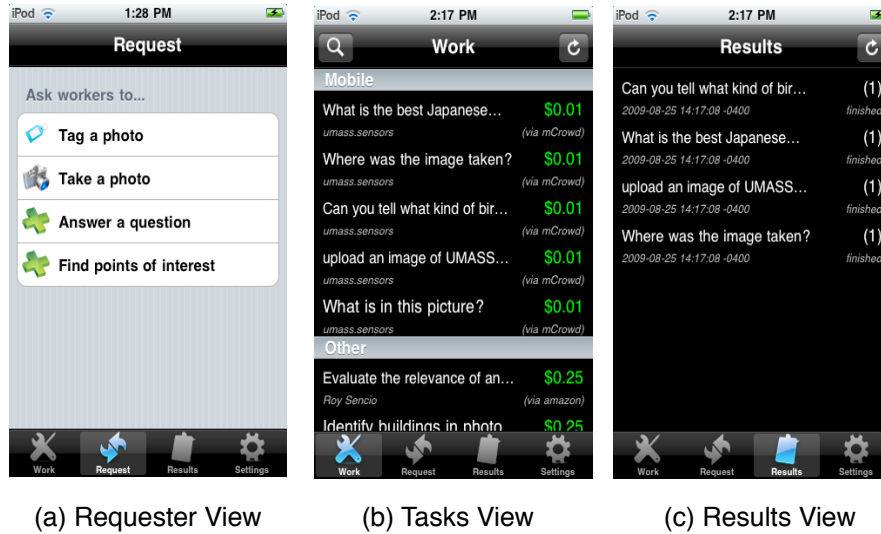 iPod 1:28 PM
Request
Ask workers to...
Tag a photo
Take a photo
Answer a question
Find points of interest
Work Request Results Settings
(a) Requester View
iPod 2:17 PM
Work
Mobile
What is the best Japanese... $0.01
umass.sensors (via mCrowd)
Where was the image taken? $0.01
umass.sensors (via mCrowd)
Can you tell what kind of bir... $0.01
umass.sensors (via mCrowd)
upload an image of UMASS... $0.01
umass.sensors (via mCrowd)
What is in this picture? $0.01
umass.sensors (via mCrowd)
Other
Evaluate the relevance of an... $0.25
Roy Sencio (via amazon)
Identify buildings in photo $0.25
Work Request Results Settings
(b) Tasks View
iPod 2:17 PM
Results
Can you tell what kind of bir... (1)
2009-08-25 14:17:08 -0400 finished
What is the best Japanese... (1)
2009-08-25 14:17:08 -0400 finished
upload an image of UMASS... (1)
2009-08-25 14:17:08 -0400 finished
Where was the image taken? (1)
2009-08-25 14:17:08 -0400 finished
Work Request Results Settings
(c) Results View